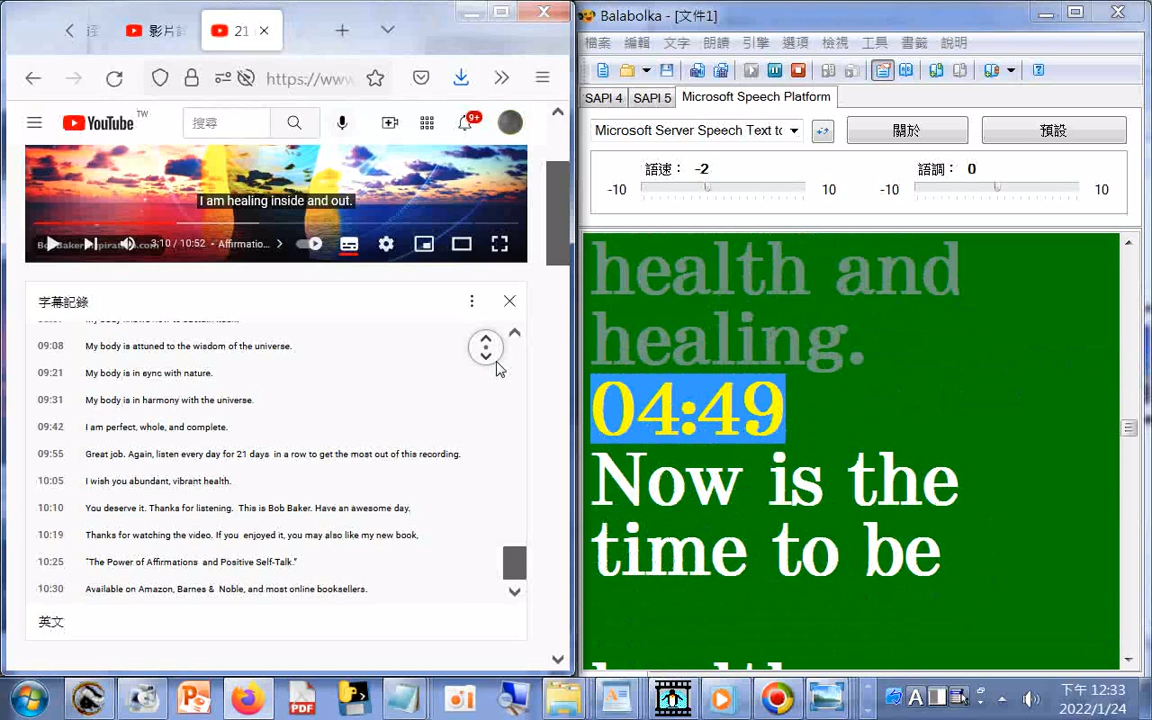 影片
21
https://www.
YouTube TW
搜尋
9+
I am healing inside and out.
3:10 / 10:52 • Affirmatio...
字幕記錄
09:08 My body is attuned to the wisdom of the universe.
09:21 My body is in sync with nature.
09:31 My body is in harmony with the universe.
09:42 I am perfect, whole, and complete.
09:55 Great job. Again, listen every day for 21 days in a row to get the most out of this recording.
10:05 I wish you abundant, vibrant health.
10:10 You deserve it. Thanks for listening. This is Bob Baker. Have an awesome day.
10:19 Thanks for watching the video. If you enjoyed it, you may also like my new book,
10:25 “The Power of Affirmations and Positive Self-Talk.”
10:30 Available on Amazon, Barnes & Noble, and most online booksellers.
英文
Balabolka - [文件1]
檔案 編輯 文字 朗讀 引擎 選項 檢視 工具 書籤 說明
SAPI 4 SAPI 5 Microsoft Speech Platform
Microsoft Server Speech Text to 關於 預設
語速： -2 語調： 0
-10 10 -10 10
health and
healing.
04:49
Now is the
time to be
下午 12:33
2022/1/24